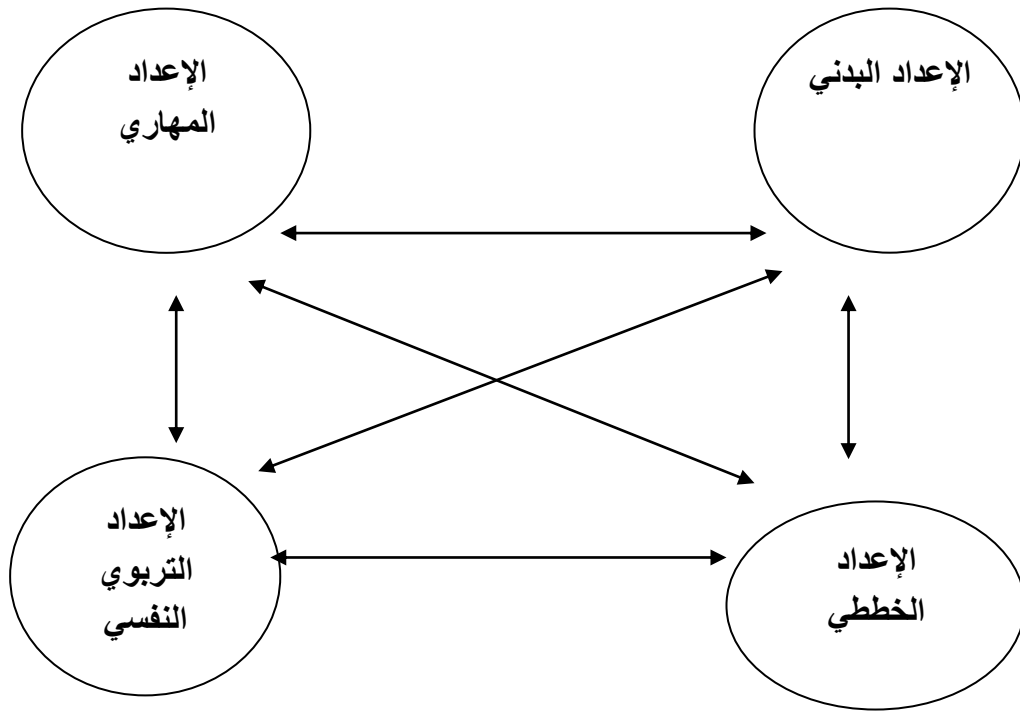 الإعداد البدني
الإعداد
المهاري
الإعداد
الخططي
الإعداد
التربوي
النفسي